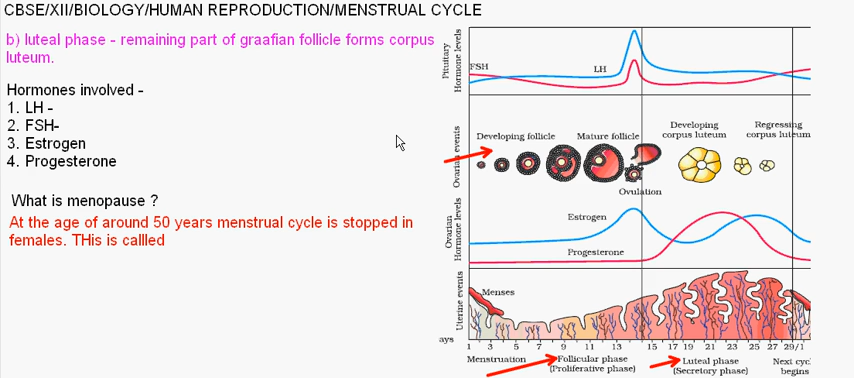 CBSE/XII/BIOLOGY/HUMAN REPRODUCTION/MENSTRUAL CYCLE
b) luteal phase - remaining part of graafian follicle forms corpus
luteum.
Hormones involved -
1. LH -
2. FSH-
3. Estrogen
4. Progesterone
What is menopause ?
At the age of around 50 years menstrual cycle is stopped in
females. THis is callled
Pituitary
Hormone levels
FSH
LH
Ovarian events
Developing follicle
Mature follicle
Developing
corpus luteum
Regressing
corpus luteum
Ovulation
Ovarian
Hormone levels
Estrogen
Progesterone
Uterine events
Menses
ays 1 3 5 7 9 11 13 15 17 19 21 23 25 27 29/1
Menstruation
Follicular phase
(Proliferative phase)
Luteal phase
(Secretory phase)
Next cyc
begins